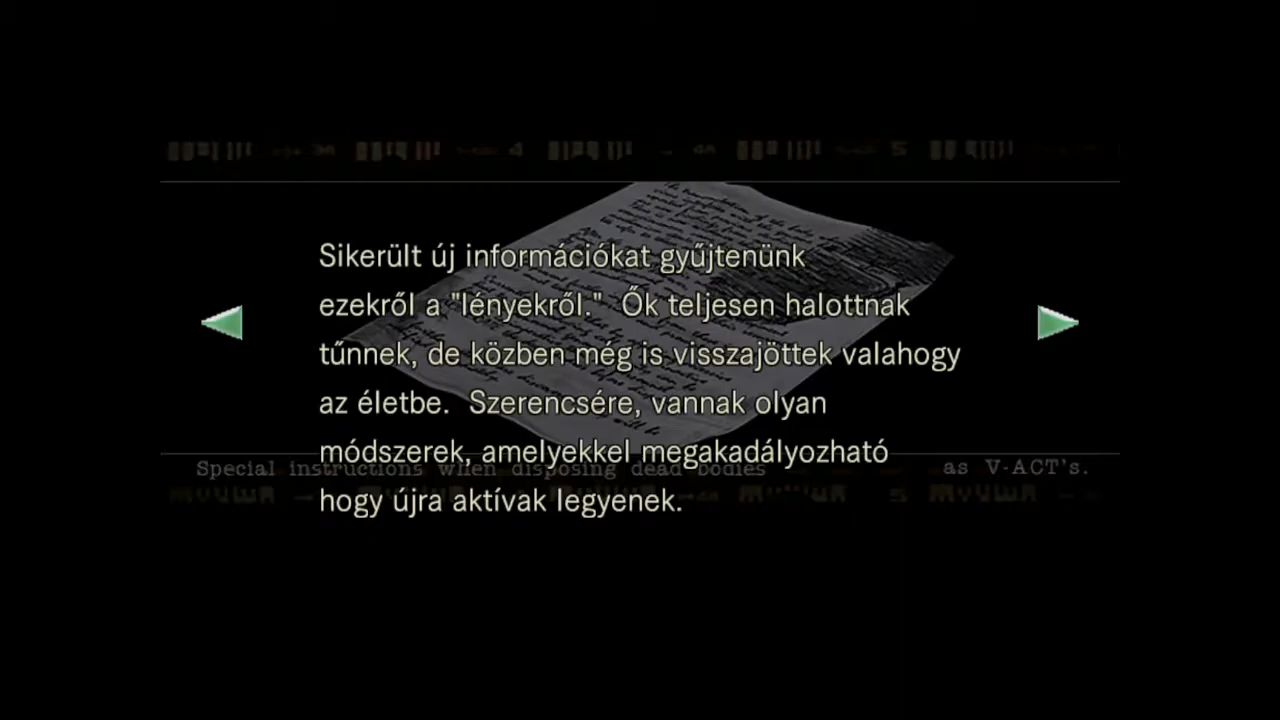 Sikerült új információkat gyűjtenünk
ezekről a "lényekről."  Ők teljesen halottnak
tűnnek, de közben még is visszajöttek valahogy
az életbe.  Szerencsére, vannak olyan
módszerek, amelyekkel megakadályozható
Special instructions when disposing dead bodies as V-ACT's.
hogy újra aktívak legyenek.